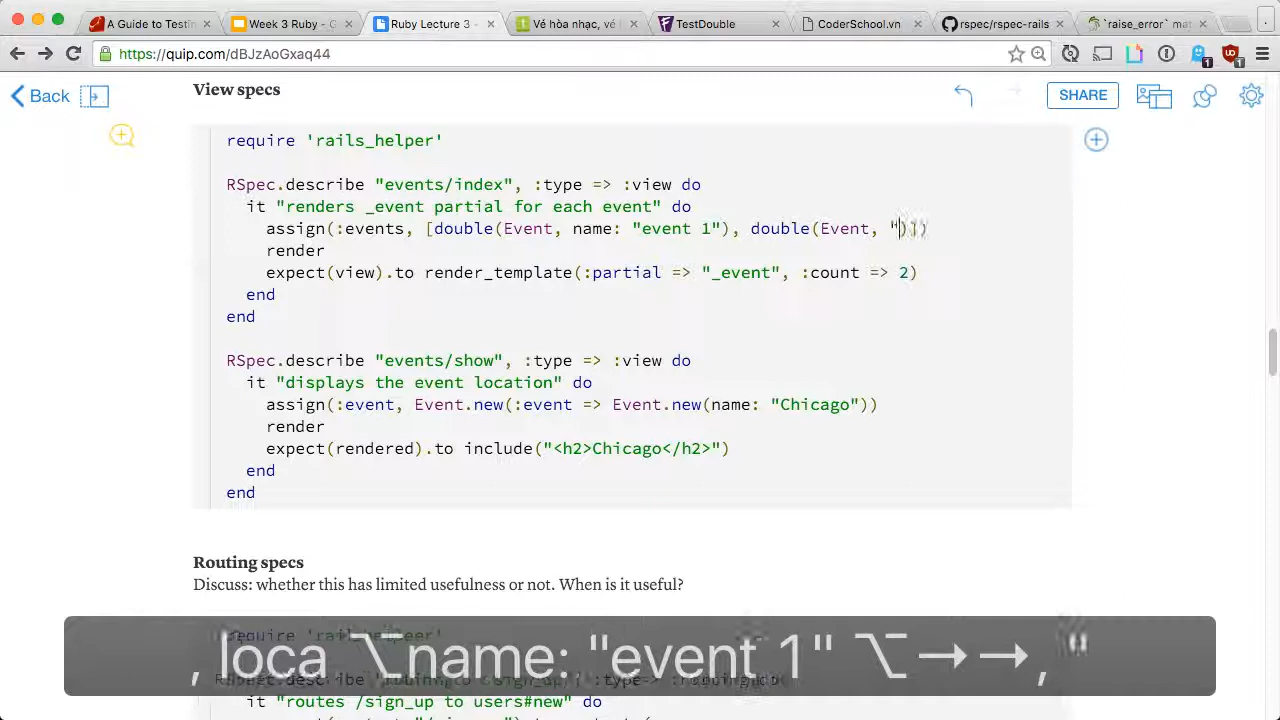 A Guide to Testin
Week 3 Ruby - G
Ruby Lecture 3 -
Vé hòa nhạc, vé
TestDouble
CoderSchool.vn
rspec/rspec-rails
`raise_error` mat
https://quip.com/dBJzAoGxaq44
Back
View specs
SHARE
require 'rails_helper'
RSpec.describe "events/index", :type => :view do
it "renders _event partial for each event" do
assign(:events, [double(Event, name: "event 1"), double(Event, ")])
render
expect(view).to render_template(:partial => "_event", :count => 2)
end
end
RSpec.describe "events/show", :type => :view do
it "displays the event location" do
assign(:event, Event.new(:event => Event.new(name: "Chicago"))
render
expect(rendered).to include("<h2>Chicago</h2>")
end
end
Routing specs
Discuss: whether this has limited usefulness or not. When is it useful?
, loca ⌥name: "event 1" ⌥→→, "
it "routes /sign_up to users#new" do